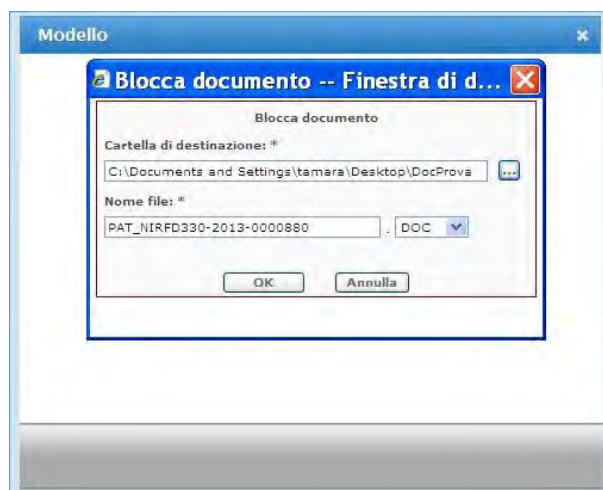 Modello
Blocca documento -- Finestra di d...
Blocca documento
Cartella di destinazione: *
C:\Documents and Settings\tamara\Desktop\DocProva ...
Nome file: *
PAT_NIRFD330-2013-0000880 . DOC
OK Annulla